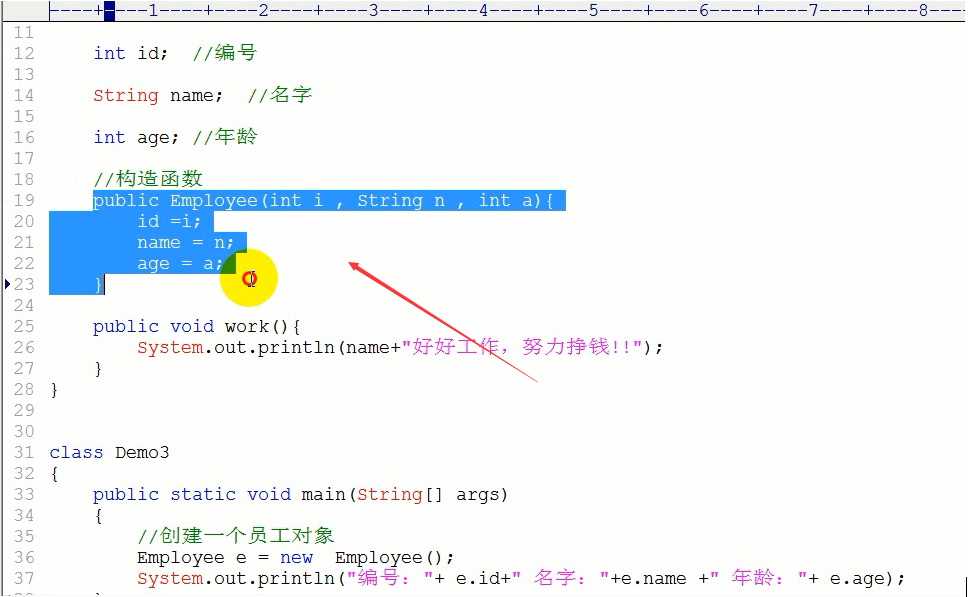 ----+----1----+----2----+----3----+----4----+----5----+----6----+----7----+----8----
11
12 int id; //编号
13
14 String name; //名字
15
16 int age; //年龄
17
18 //构造函数
19 public Employee(int i , String n , int a){
20 id =i;
21 name = n;
22 age = a;
23 }
24
25 public void work(){
26 System.out.println(name+"好好工作，努力挣钱!!");
27 }
28 }
29
30
31 class Demo3
32 {
33 public static void main(String[] args)
34 {
35 //创建一个员工对象
36 Employee e = new  Employee();
37 System.out.println("编号："+ e.id+" 名字："+e.name +" 年龄："+ e.age);